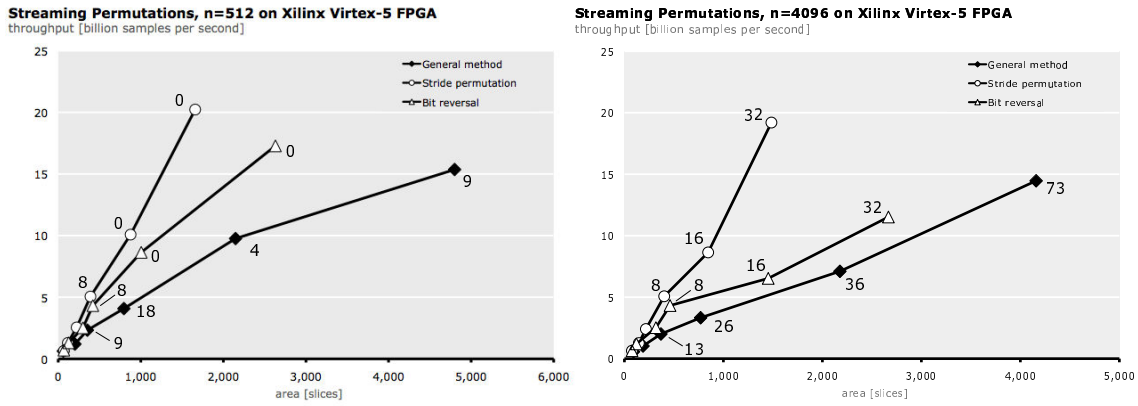 Streaming Permutations, n=512 on Xilinx Virtex-5 FPGA
throughput [billion samples per second]
25
20
15
10
5
0
0 1,000 2,000 3,000 4,000 5,000 6,000
area [slices]
General method
Stride permutation
Bit reversal
0
0
0
0
9
4
8
8
18
9
Streaming Permutations, n=4096 on Xilinx Virtex-5 FPGA
throughput [billion samples per second]
25
20
15
10
5
0
0 1,000 2,000 3,000 4,000 5,000
area [slices]
General method
Stride permutation
Bit reversal
32
16
32
73
16
36
8
8
26
13